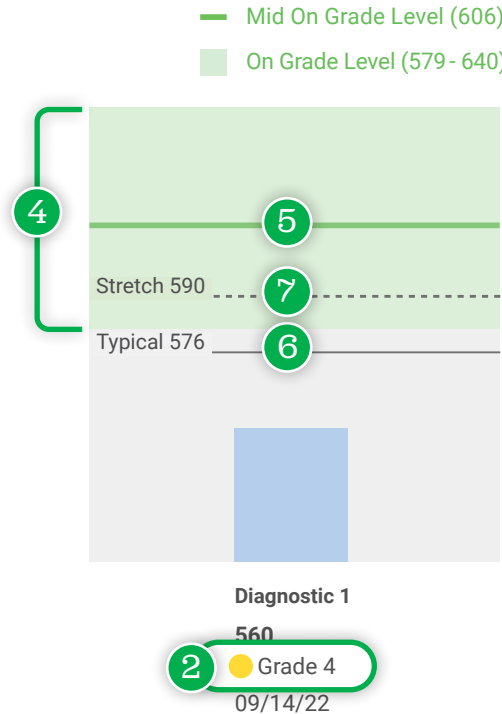 Mid On Grade Level (606)
On Grade Level (579 - 640)
4
5
Stretch 590
7
Typical 576
6
Diagnostic 1
560
2
Grade 4
09/14/22